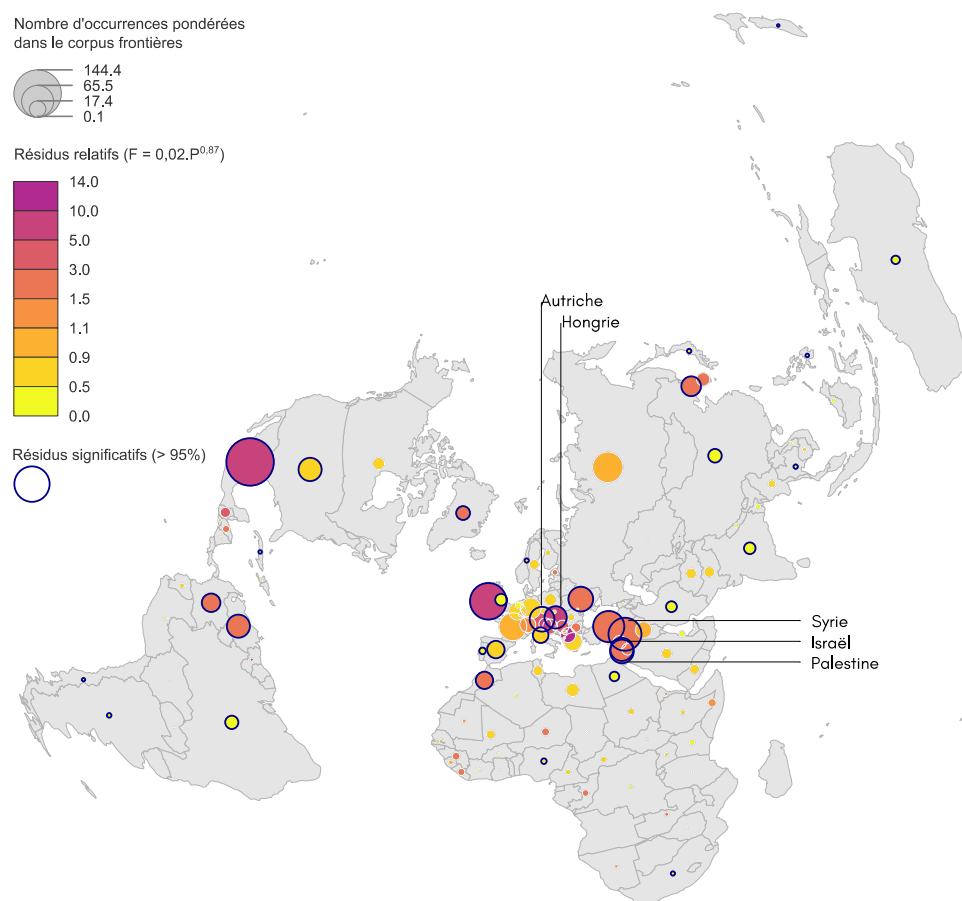 Nombre d'occurrences pondérées
dans le corpus frontières
144.4
65.5
17.4
0.1
Résidus relatifs (F = 0,02.P^0,87)
14.0
10.0
5.0
3.0
1.5
1.1
0.9
0.5
0.0
Résidus significatifs (> 95%)
Autriche
Hongrie
Syrie
Israël
Palestine